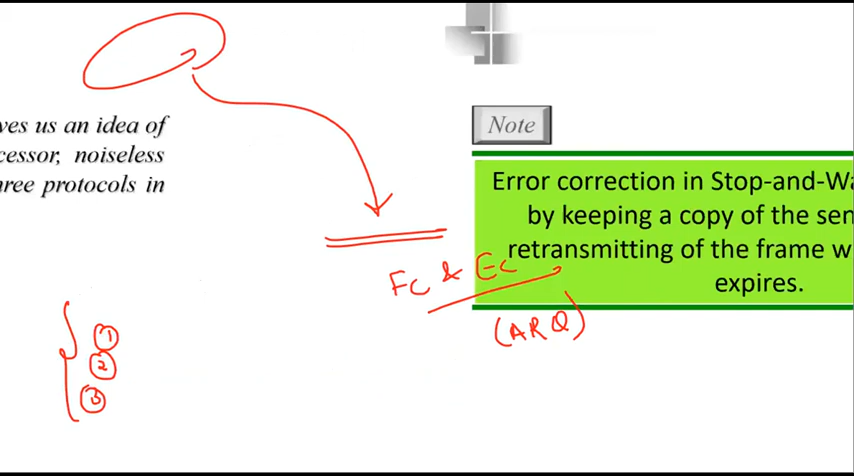 ves us an idea of
cessor, noiseless
hree protocols in
Note
Error correction in Stop-and-Wa
by keeping a copy of the sen
retransmitting of the frame w
expires.
FC & EC
(ARQ)
1
2
3